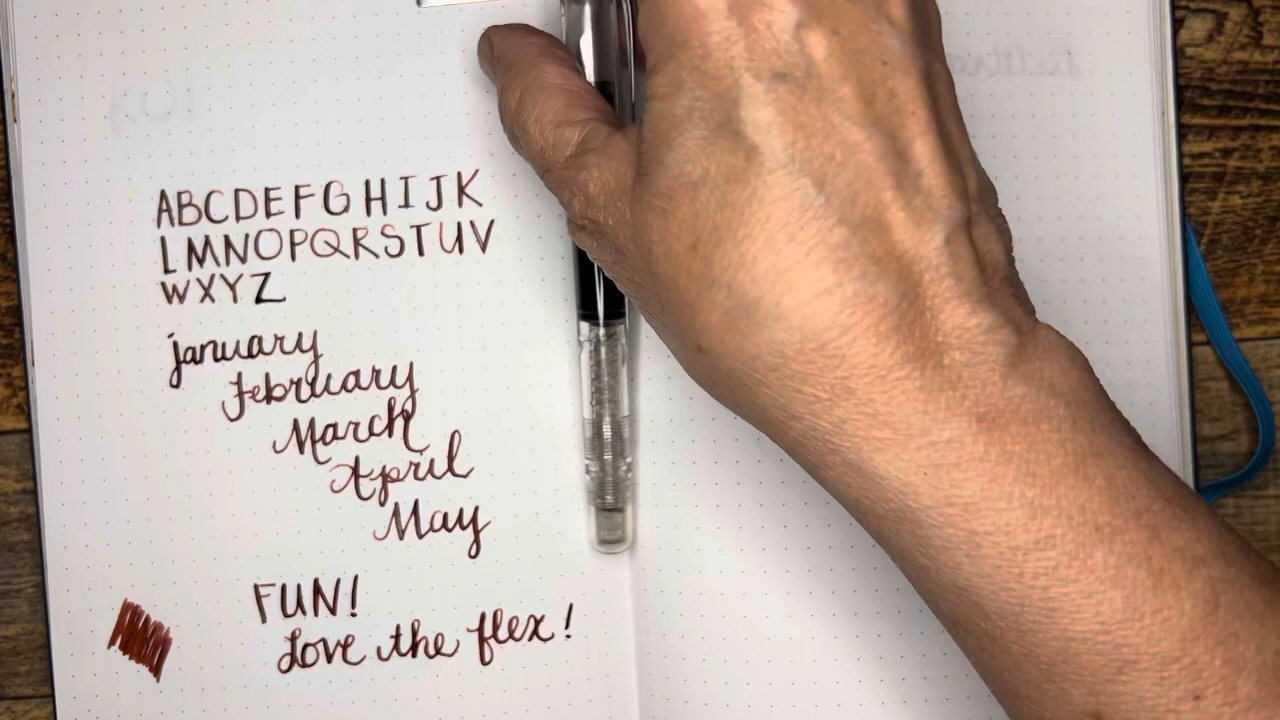 ABCDEFGHIJK
LMNOPQRSTUV
WXYZ
january
February
March
April
May
FUN!
Love the flex!